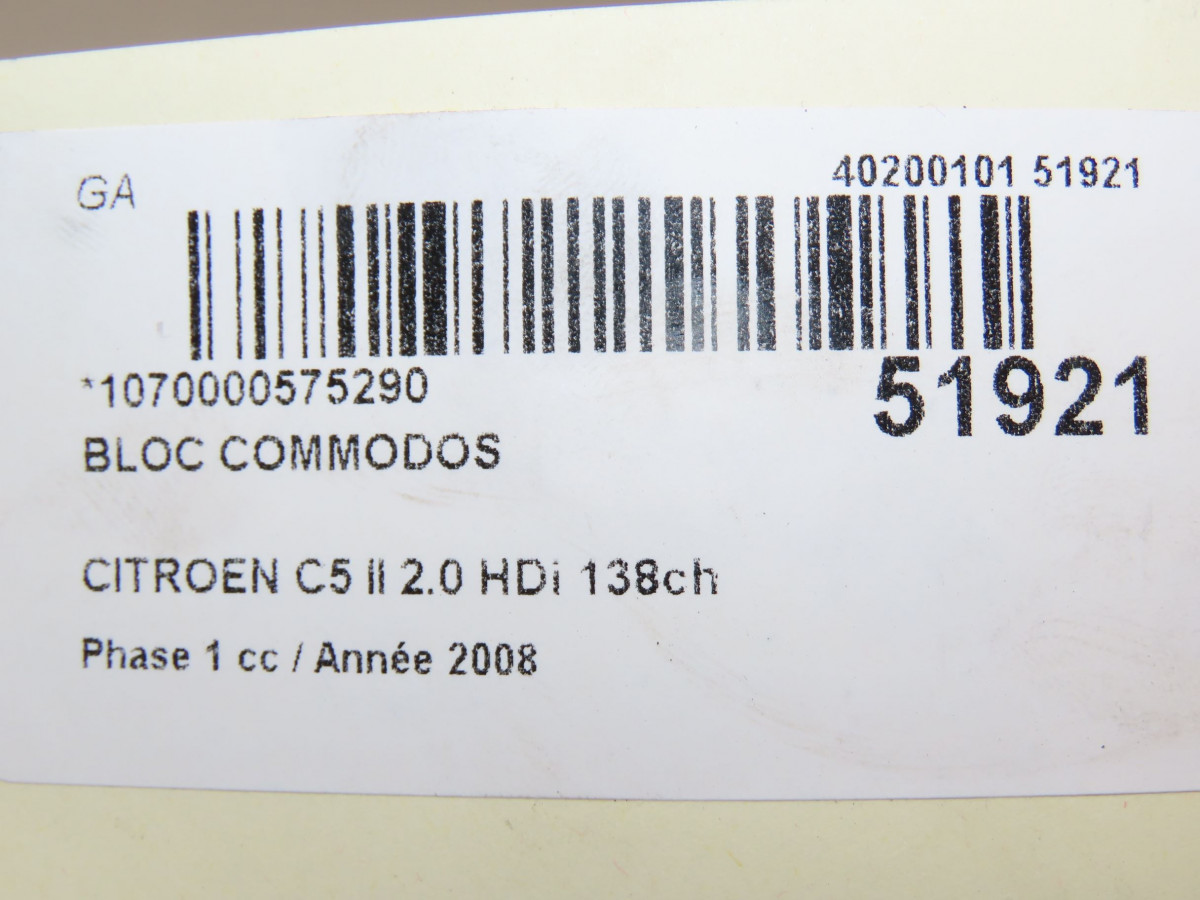 GA
40200101 51921
*1070000575290
51921
BLOC COMMODOS
CITROEN C5 II 2.0 HDi 138ch
Phase 1 cc / Année 2008